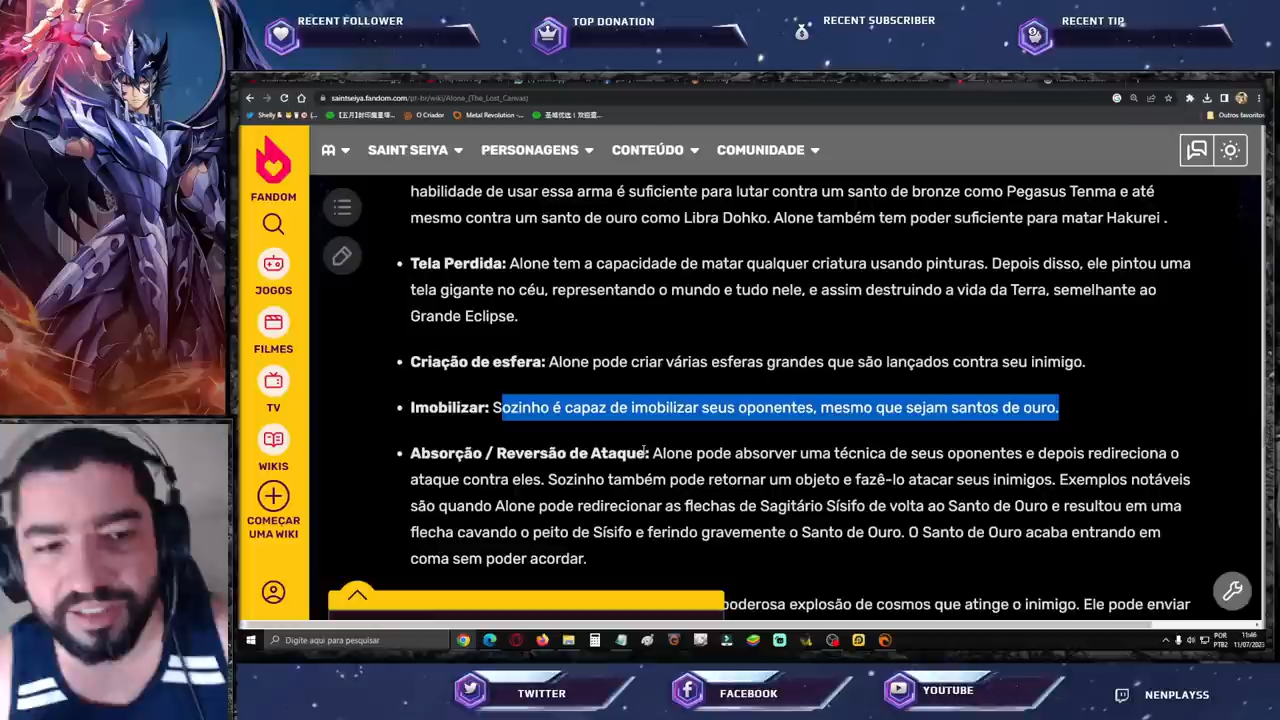 RECENT FOLLOWER
TOP DONATION
RECENT SUBSCRIBER
RECENT TIP
saintseiya.fandom.com/pt-br/wiki/Alone_(The_Lost_Canvas)
O Criador
Metal Revolution -...
Outros favoritos
FANDOM
JOGOS
FILMES
TV
WIKIS
COMEÇAR
UMA WIKI
SAINT SEIYA
PERSONAGENS
CONTEÚDO
COMUNIDADE
habilidade de usar essa arma é suficiente para lutar contra um santo de bronze como Pegasus Tenma e até
mesmo contra um santo de ouro como Libra Dohko. Alone também tem poder suficiente para matar Hakurei .
• Tela Perdida: Alone tem a capacidade de matar qualquer criatura usando pinturas. Depois disso, ele pintou uma
tela gigante no céu, representando o mundo e tudo nele, e assim destruindo a vida da Terra, semelhante ao
Grande Eclipse.
• Criação de esfera: Alone pode criar várias esferas grandes que são lançados contra seu inimigo.
• Imobilizar: Sozinho é capaz de imobilizar seus oponentes, mesmo que sejam santos de ouro.
• Absorção / Reversão de Ataque: Alone pode absorver uma técnica de seus oponentes e depois redireciona o
ataque contra eles. Sozinho também pode retornar um objeto e fazê-lo atacar seus inimigos. Exemplos notáveis
são quando Alone pode redirecionar as flechas de Sagitário Sísifo de volta ao Santo de Ouro e resultou em uma
flecha cavando o peito de Sísifo e ferindo gravemente o Santo de Ouro. O Santo de Ouro acaba entrando em
coma sem poder acordar.
poderosa explosão de cosmos que atinge o inimigo. Ele pode enviar
Digite aqui para pesquisar
POR
PTB2
11:46
11/07/2023
TWITTER
FACEBOOK
YOUTUBE
NENPLAYSS